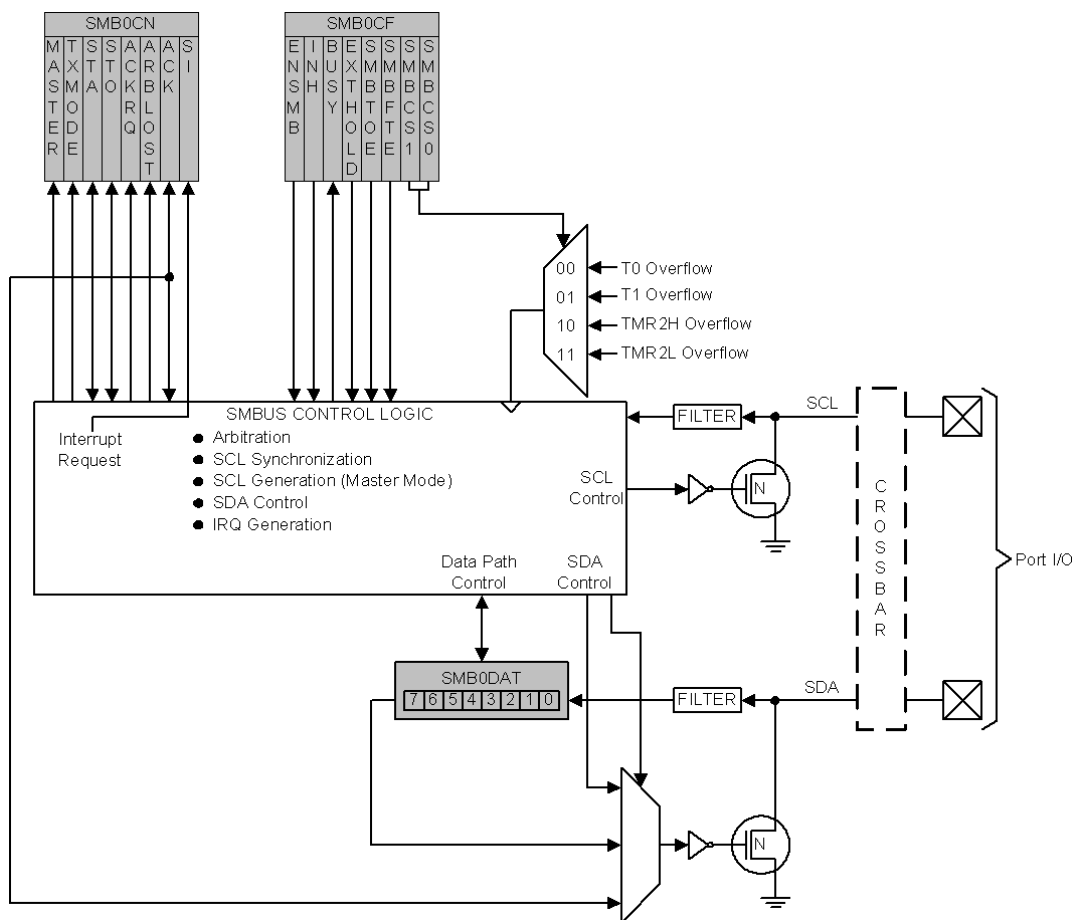 SMB0CN
MASTER
TXMODE
STA
STO
ACKRQ
ARBLOST
ACK
SI
SMB0CF
ENSMB
INH
BUSY
EXTHOLD
SMBTOE
SMBFTE
SMBCS1
SMBCS0
00
T0 Overflow
01
T1 Overflow
10
TMR2H Overflow
11
TMR2L Overflow
SMBUS CONTROL LOGIC
Interrupt
Request
● Arbitration
● SCL Synchronization
● SCL Generation (Master Mode)
● SDA Control
● IRQ Generation
SCL
Control
Data Path
Control
SDA
Control
FILTER
SCL
N
CROSSBAR
Port I/O
SMB0DAT
7 6 5 4 3 2 1 0
FILTER
SDA
N